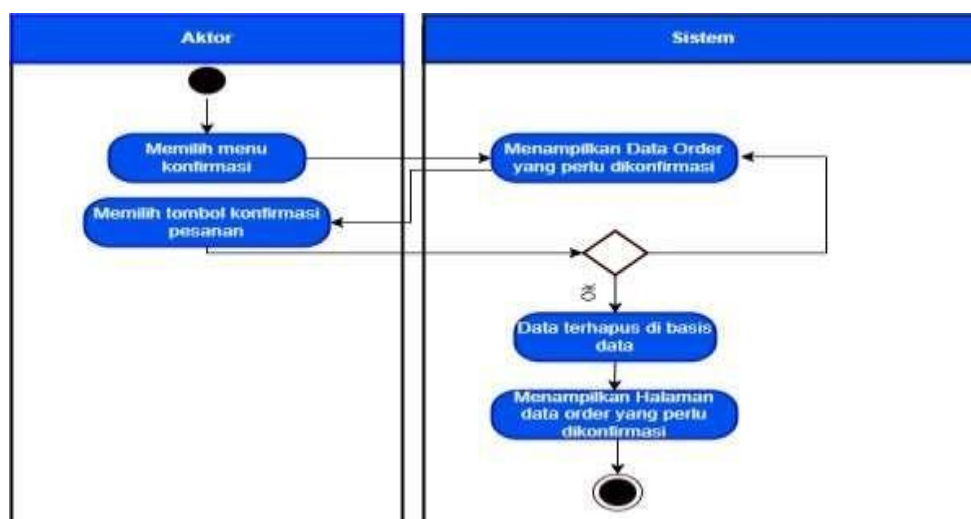 Aktor
Sistem
Memilih menu
konfirmasi
Menampilkan Data Order
yang perlu dikonfirmasi
Memilih tombol konfirmasi
pesanan
Ok
Data terhapus di basis
data
Menampilkan Halaman
data order yang perlu
dikonfirmasi